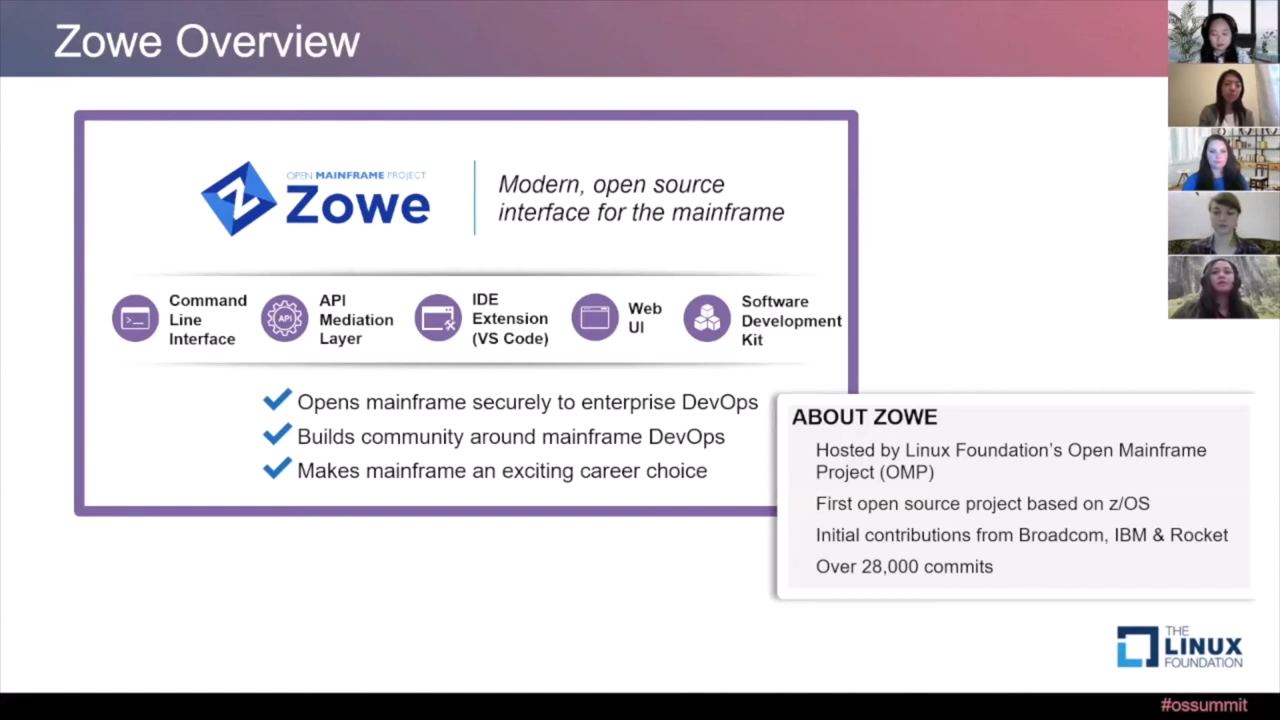 Zowe Overview
OPEN MAINFRAME PROJECT
Zowe
Modern, open source
interface for the mainframe
Command
Line
Interface
API
API
Mediation
Layer
IDE
Extension
(VS Code)
Web
UI
Software
Development
Kit
Opens mainframe securely to enterprise DevOps
Builds community around mainframe DevOps
Makes mainframe an exciting career choice
ABOUT ZOWE
Hosted by Linux Foundation’s Open Mainframe
Project (OMP)
First open source project based on z/OS
Initial contributions from Broadcom, IBM & Rocket
Over 28,000 commits
THE
LINUX
FOUNDATION
#ossummit